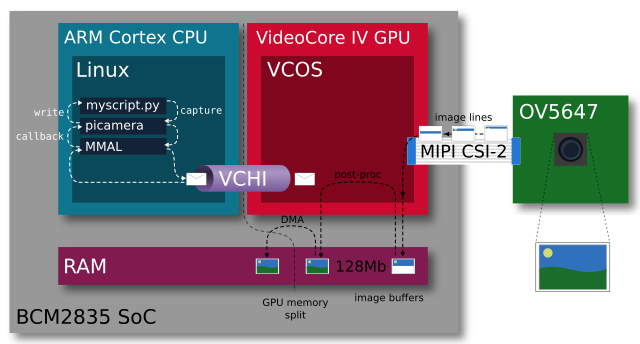 ARM Cortex CPU
VideoCore IV GPU
Linux
VCOS
myscript.py
write
capture
picamera
callback
MMAL
VCHI
image lines
MIPI CSI-2
OV5647
post-proc
DMA
RAM
128Mb
GPU memory
split
image buffers
BCM2835 SoC